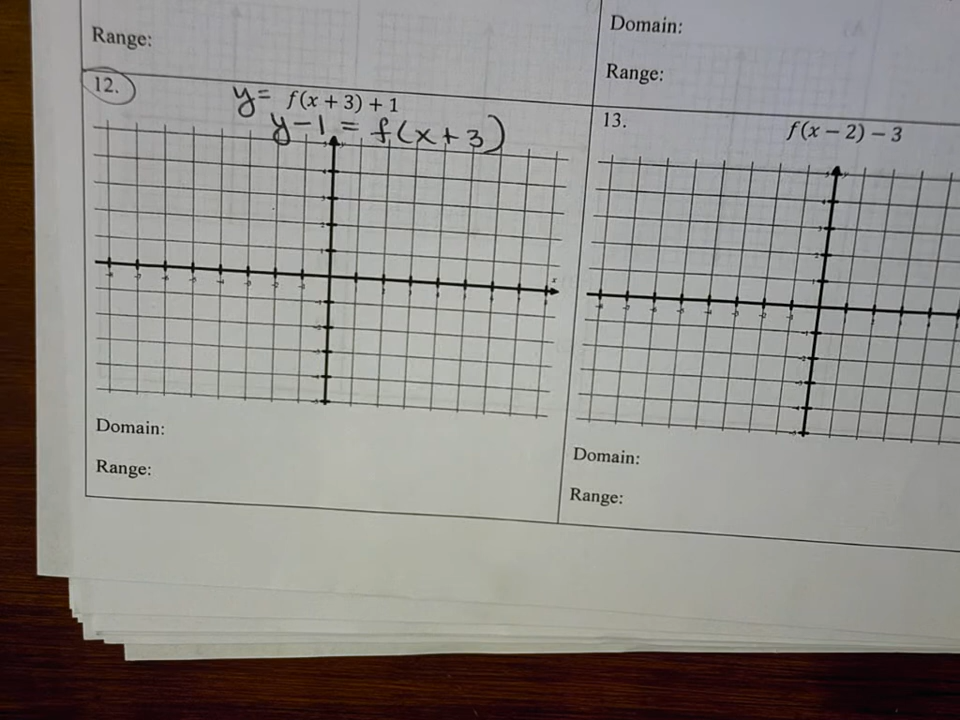 Range:
Domain:
Range:
12.
y = f(x + 3) + 1
y - 1 = f(x + 3)
13.
f(x − 2) − 3
Domain:
Range:
Domain:
Range: